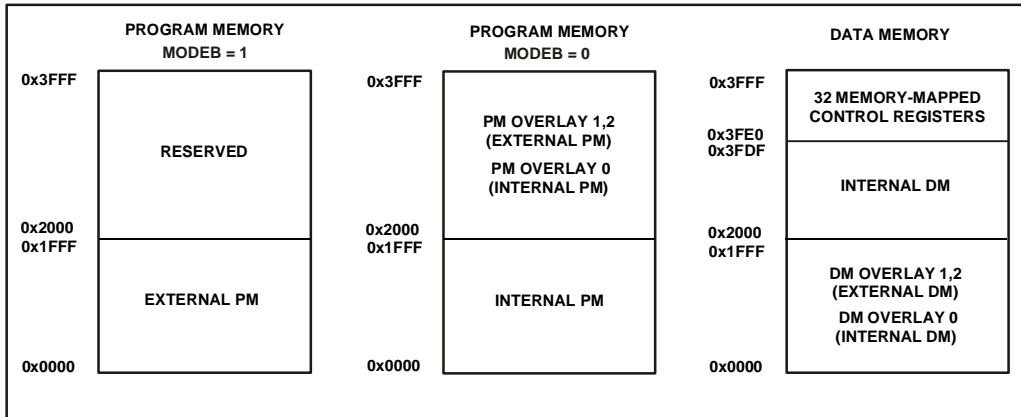 PROGRAM MEMORY
MODEB = 1
0x3FFF
RESERVED
0x2000
0x1FFF
EXTERNAL PM
0x0000
PROGRAM MEMORY
MODEB = 0
0x3FFF
PM OVERLAY 1,2
(EXTERNAL PM)
PM OVERLAY 0
(INTERNAL PM)
0x2000
0x1FFF
INTERNAL PM
0x0000
DATA MEMORY
0x3FFF
32 MEMORY-MAPPED
CONTROL REGISTERS
0x3FE0
0x3FDF
INTERNAL DM
0x2000
0x1FFF
DM OVERLAY 1,2
(EXTERNAL DM)
DM OVERLAY 0
(INTERNAL DM)
0x0000